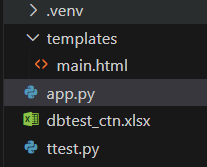 .venv
templates
<> main.html
app.py
dbtest_ctn.xlsx
ttest.py